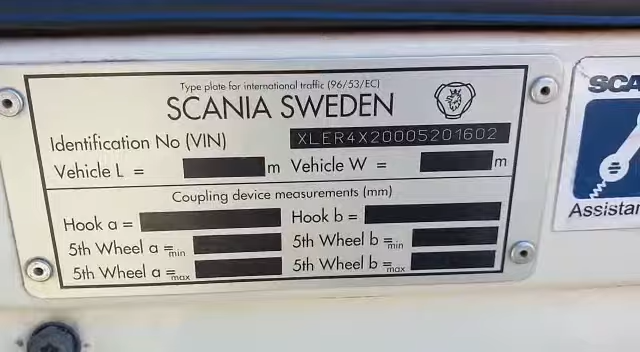 Type plate for international traffic (96/53/EC)
SCANIA SWEDEN
Identification No (VIN) XLER4X20005201602
Vehicle L = m Vehicle W = m
Coupling device measurements (mm)
Hook a = Hook b =
5th Wheel a = min 5th Wheel b = min
5th Wheel a = max 5th Wheel b = max
SCA
Assistan